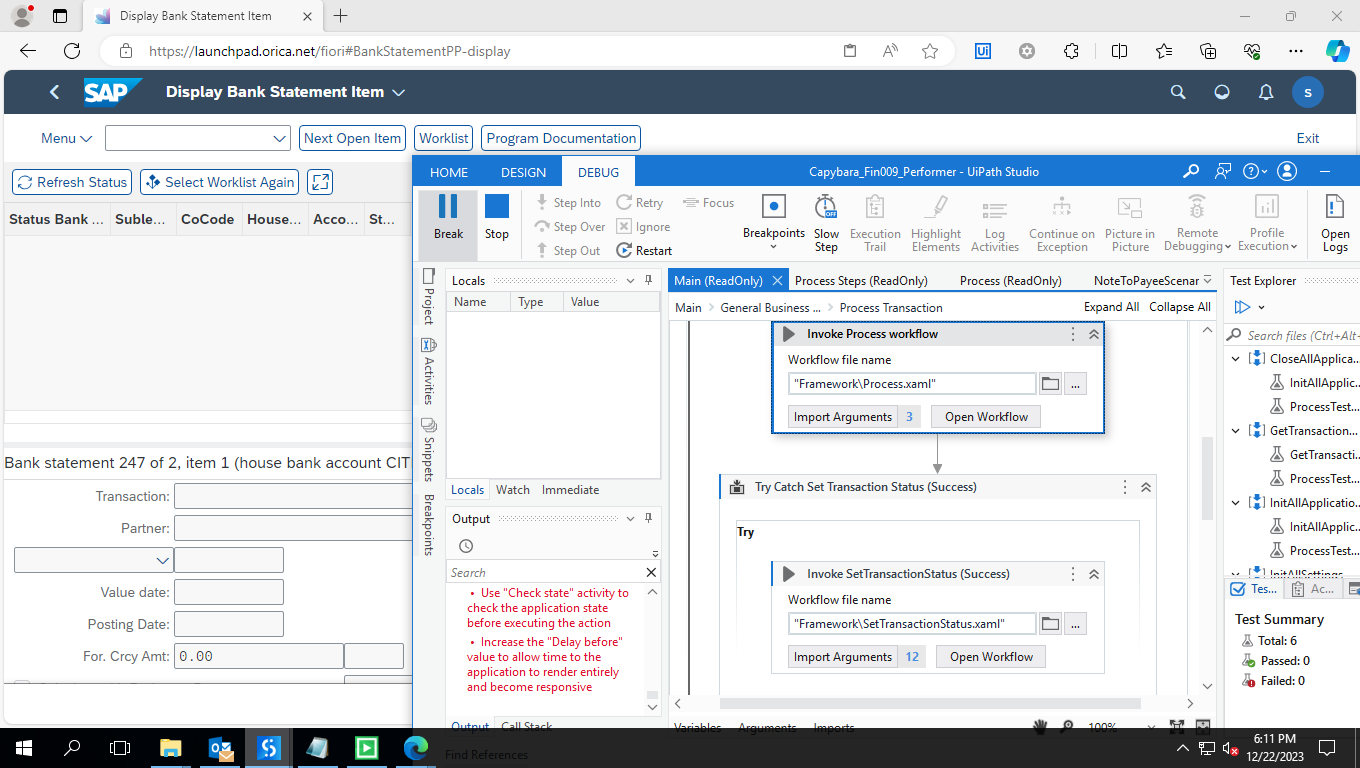 Display Bank Statement Item
https://launchpad.orica.net/fiori#BankStatementPP-display
SAP Display Bank Statement Item
S
Menu
Next Open Item
Worklist
Program Documentation
Exit
Refresh Status
Select Worklist Again
Status Bank ... Suble... CoCode House... Acco... St...
Bank statement 247 of 2, item 1 (house bank account CIT
Transaction:
Partner:
Value date:
Posting Date:
For. Crcy Amt: 0.00
HOME DESIGN DEBUG
Capybara_Fin009_Performer - UiPath Studio
Break
Stop
Step Into
Step Over
Step Out
Retry
Ignore
Restart
Focus
Breakpoints
Slow Step
Execution Trail
Highlight Elements
Log Activities
Continue on Exception
Picture in Picture
Remote Debugging
Profile Execution
Open Logs
Project
Activities
Snippets
Breakpoints
Locals
Name Type Value
Locals Watch Immediate
Output
Search
• Use "Check state" activity to
check the application state
before executing the action
• Increase the "Delay before"
value to allow time to the
application to render entirely
and become responsive
Output Call Stack
Find References
Main (ReadOnly) Process Steps (ReadOnly) Process (ReadOnly) NoteToPayeeScenar
Main > General Business ... > Process Transaction
Expand All Collapse All
Invoke Process workflow
Workflow file name
"Framework\Process.xaml"
...
Import Arguments 3
Open Workflow
Try Catch Set Transaction Status (Success)
Try
Invoke SetTransactionStatus (Success)
Workflow file name
"Framework\SetTransactionStatus.xaml"
...
Import Arguments 12
Open Workflow
Variables Arguments Imports
100%
Test Explorer
Search files (Ctrl+Alt+
CloseAllApplica...
InitAllApplic...
ProcessTest...
GetTransaction...
GetTransacti...
ProcessTest...
InitAllApplicatio...
InitAllApplic...
ProcessTest...
InitAllSettings
Tes... Ac...
Test Summary
Total: 6
Passed: 0
Failed: 0
6:11 PM
12/22/2023